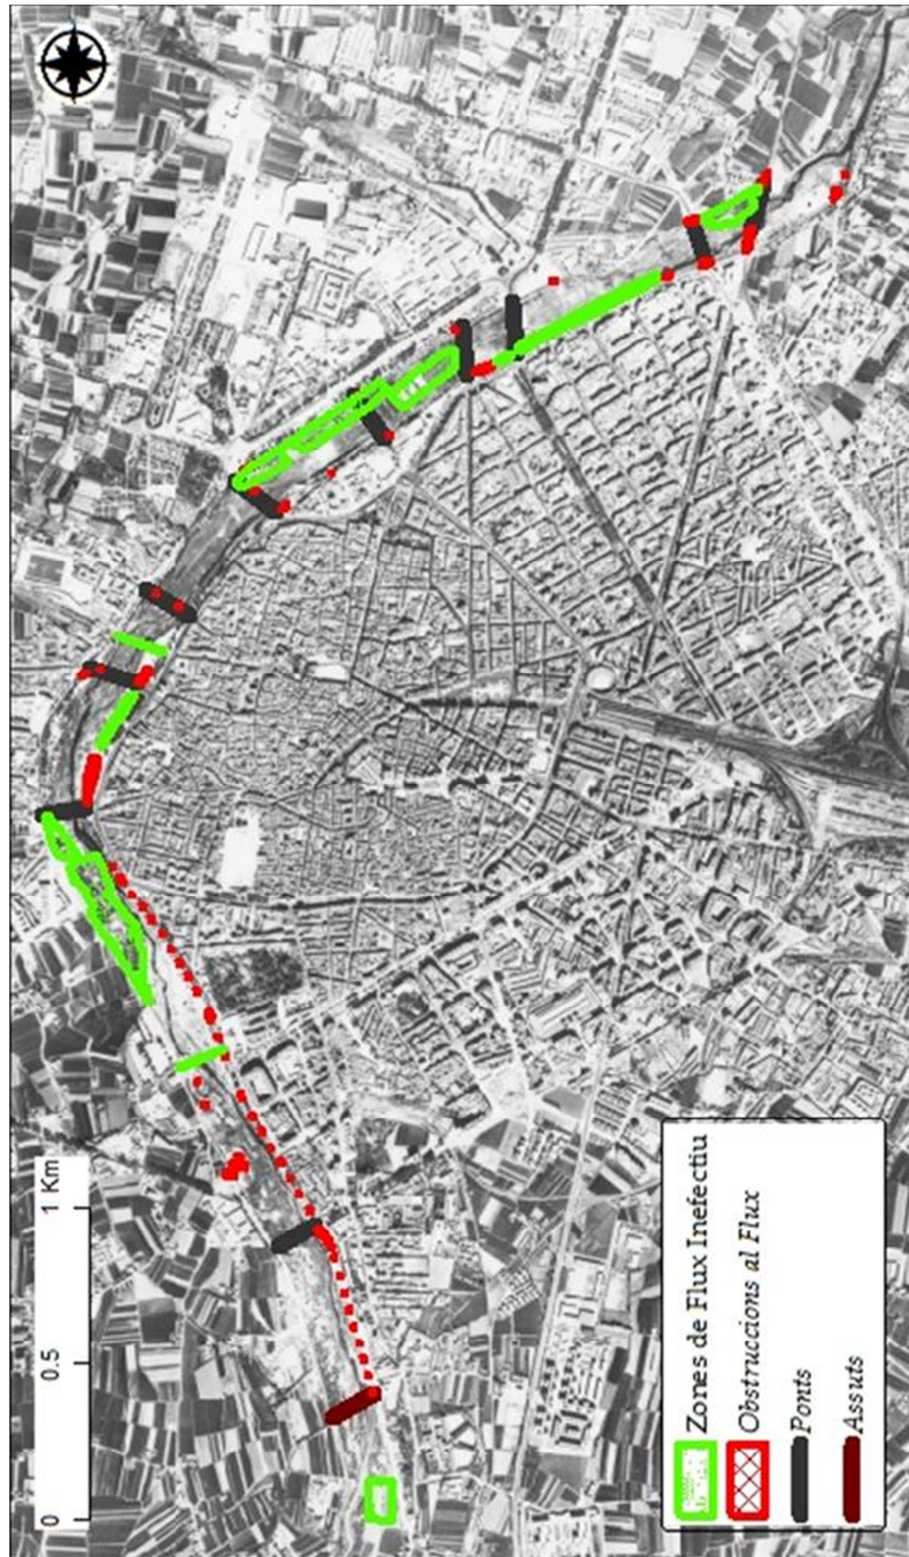 0 0.5 1 Km
Zones de Flux Inefectiu
Obstruccions al Flux
Ponts
Assuts